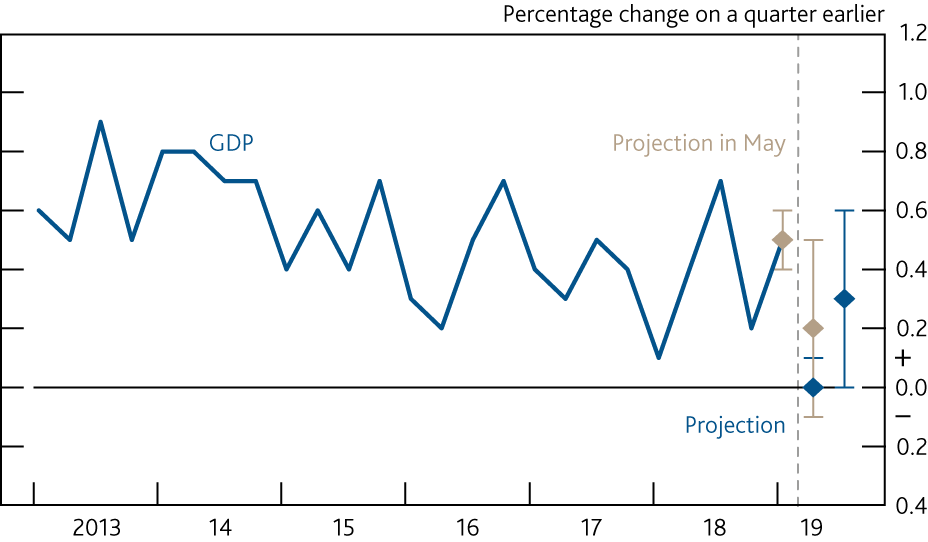 Percentage change on a quarter earlier
1.2
1.0
GDP
Projection in May
0.8
0.6
0.4
0.2
+
0.0
–
Projection
0.2
0.4
2013 14 15 16 17 18 19